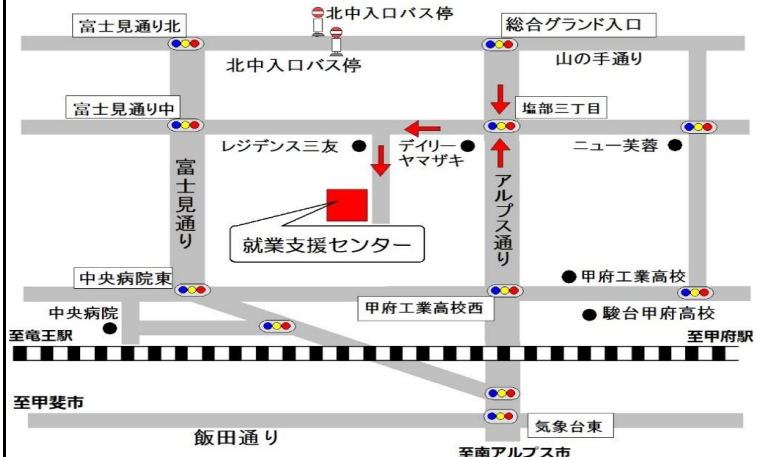 北中入口バス停
富士見通り北
総合グランド入口
北中入口バス停
山の手通り
富士見通り中
塩部三丁目
レジデンス三友
デイリー
ヤマザキ
ニュー芙蓉
富士見通り
アルプス通り
就業支援センター
中央病院東
甲府工業高校
中央病院
甲府工業高校西
駿台甲府高校
至竜王駅
至甲府駅
至甲斐市
飯田通り
気象台東
至南アルプス市